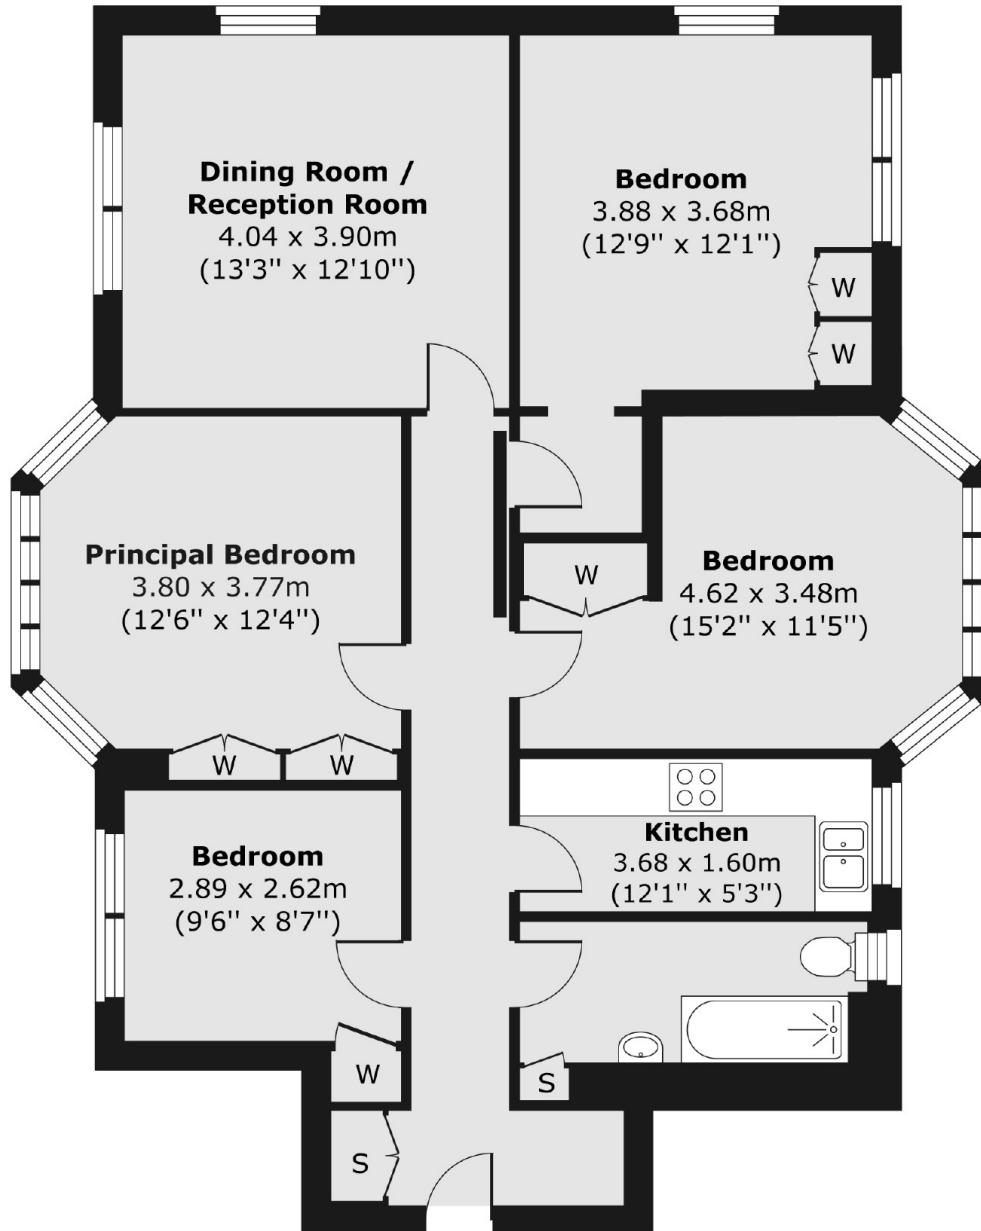 Dining Room /
Reception Room
4.04 x 3.90m
(13'3'' x 12'10'')
Bedroom
3.88 x 3.68m
(12'9'' x 12'1'')
W
W
Principal Bedroom
3.80 x 3.77m
(12'6'' x 12'4'')
W
W
W
Bedroom
4.62 x 3.48m
(15'2'' x 11'5'')
Bedroom
2.89 x 2.62m
(9'6'' x 8'7'')
W
Kitchen
3.68 x 1.60m
(12'1'' x 5'3'')
S
S